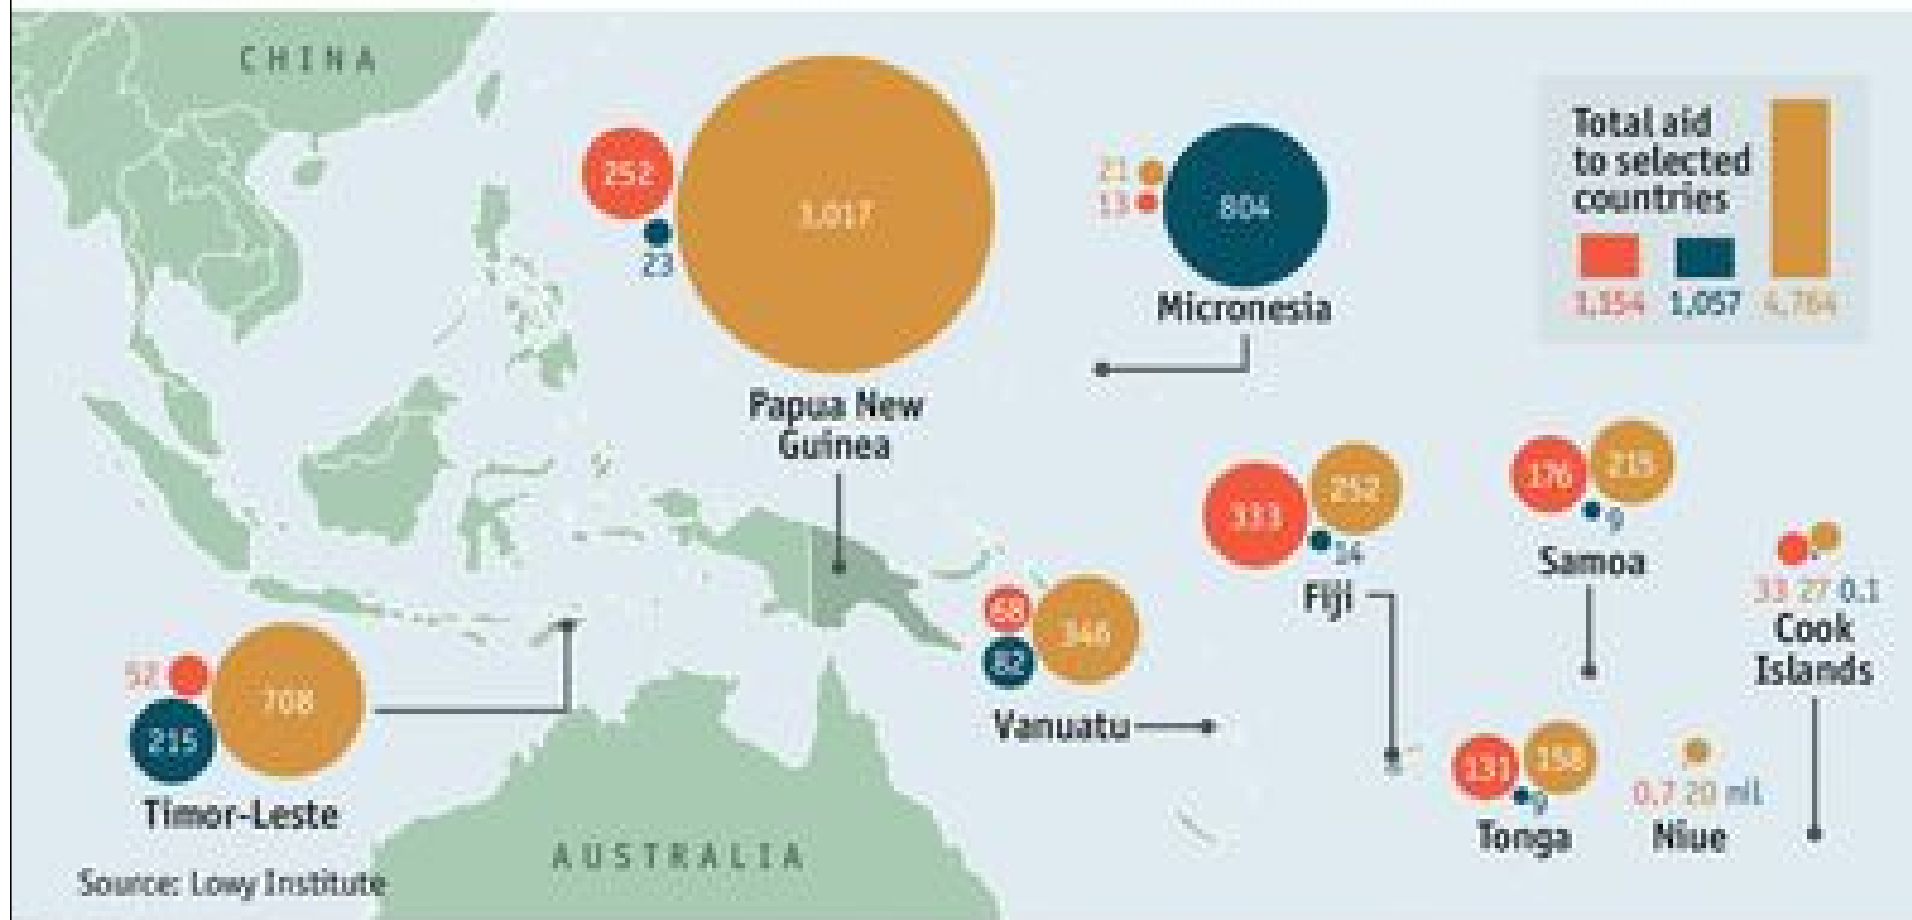 CHINA
252
3,017
23
Papua New
Guinea
21
13
804
Micronesia
Total aid
to selected
countries
1,154 1,057 4,764
333
252
14
Fiji
176
215
9
Samoa
33 27 0.1
Cook
Islands
68
346
82
Vanuatu
52
708
215
Timor-Leste
131
158
9
Tonga
0.7 20 nil
Niue
AUSTRALIA
Source: Lowy Institute